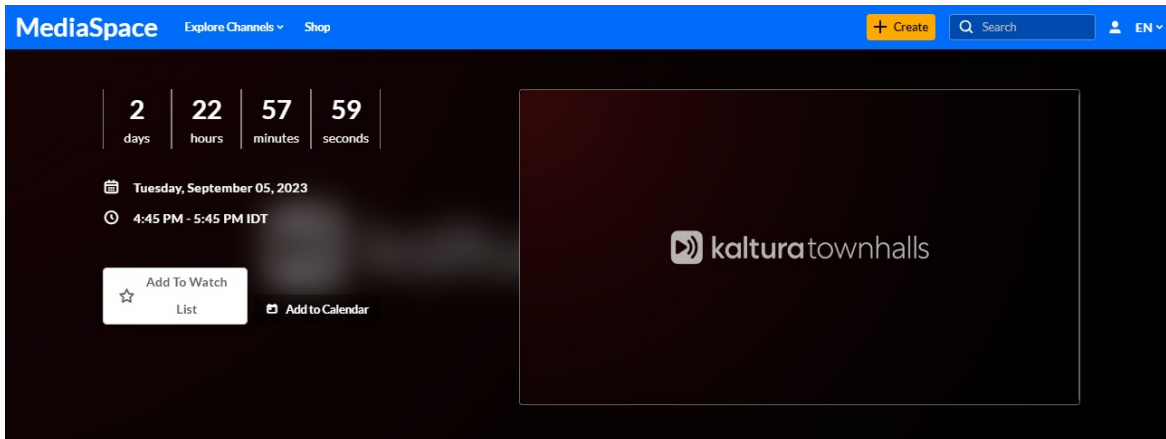 MediaSpace Explore Channels Shop + Create Search EN
2 22 57 59
days hours minutes seconds
Tuesday, September 05, 2023
4:45 PM - 5:45 PM IDT
Add To Watch
List
Add to Calendar
kalturatownhalls